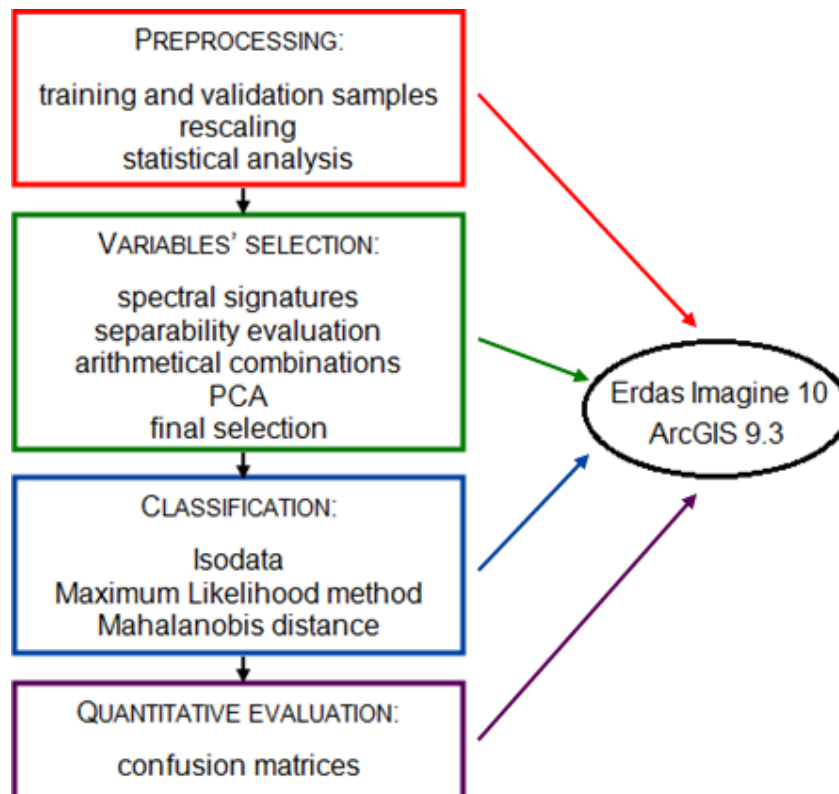 PREPROCESSING:
training and validation samples
rescaling
statistical analysis
VARIABLES' SELECTION:
spectral signatures
separability evaluation
arithmetical combinations
PCA
final selection
CLASSIFICATION:
Isodata
Maximum Likelihood method
Mahalanobis distance
QUANTITATIVE EVALUATION:
confusion matrices
Erdas Imagine 10
ArcGIS 9.3